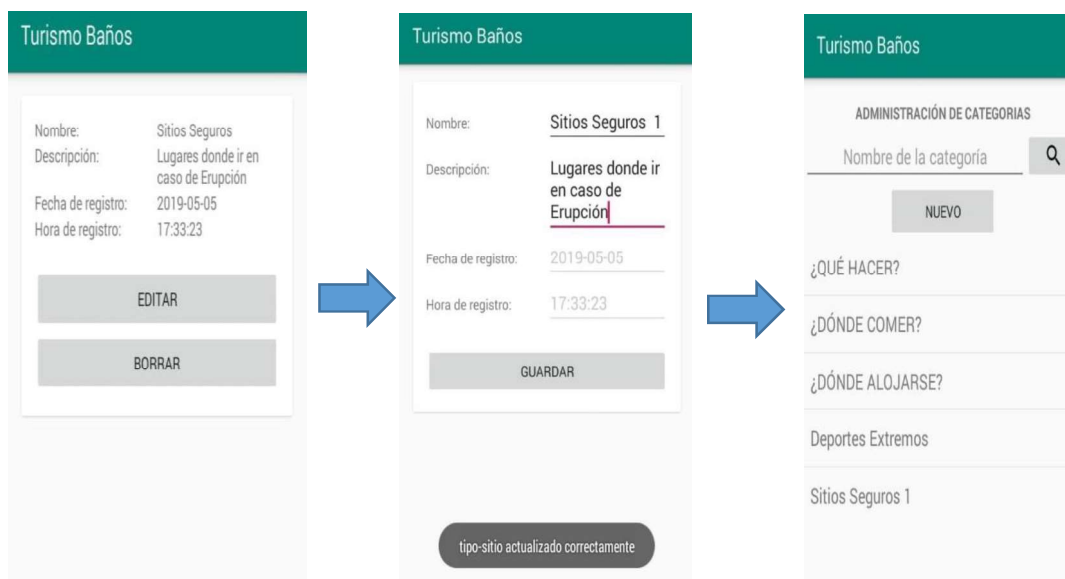 Turismo Baños
Nombre: Sitios Seguros
Descripción: Lugares donde ir en
caso de Erupción
Fecha de registro: 2019-05-05
Hora de registro: 17:33:23
EDITAR
BORRAR
Turismo Baños
Nombre: Sitios Seguros 1
Descripción: Lugares donde ir
en caso de
Erupción
Fecha de registro: 2019-05-05
Hora de registro: 17:33:23
GUARDAR
tipo-sitio actualizado correctamente
Turismo Baños
ADMINISTRACIÓN DE CATEGORIAS
Nombre de la categoría
NUEVO
¿QUÉ HACER?
¿DÓNDE COMER?
¿DÓNDE ALOJARSE?
Deportes Extremos
Sitios Seguros 1